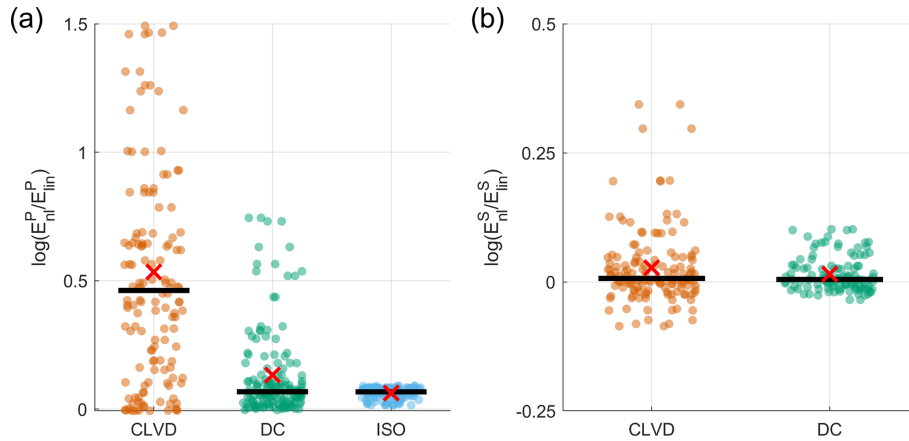 (a)
log(E^P_nl/E^P_lin)
1.5
1
0.5
0
CLVD
DC
ISO
(b)
log(E^S_nl/E^S_lin)
0.5
0.25
0
-0.25
CLVD
DC